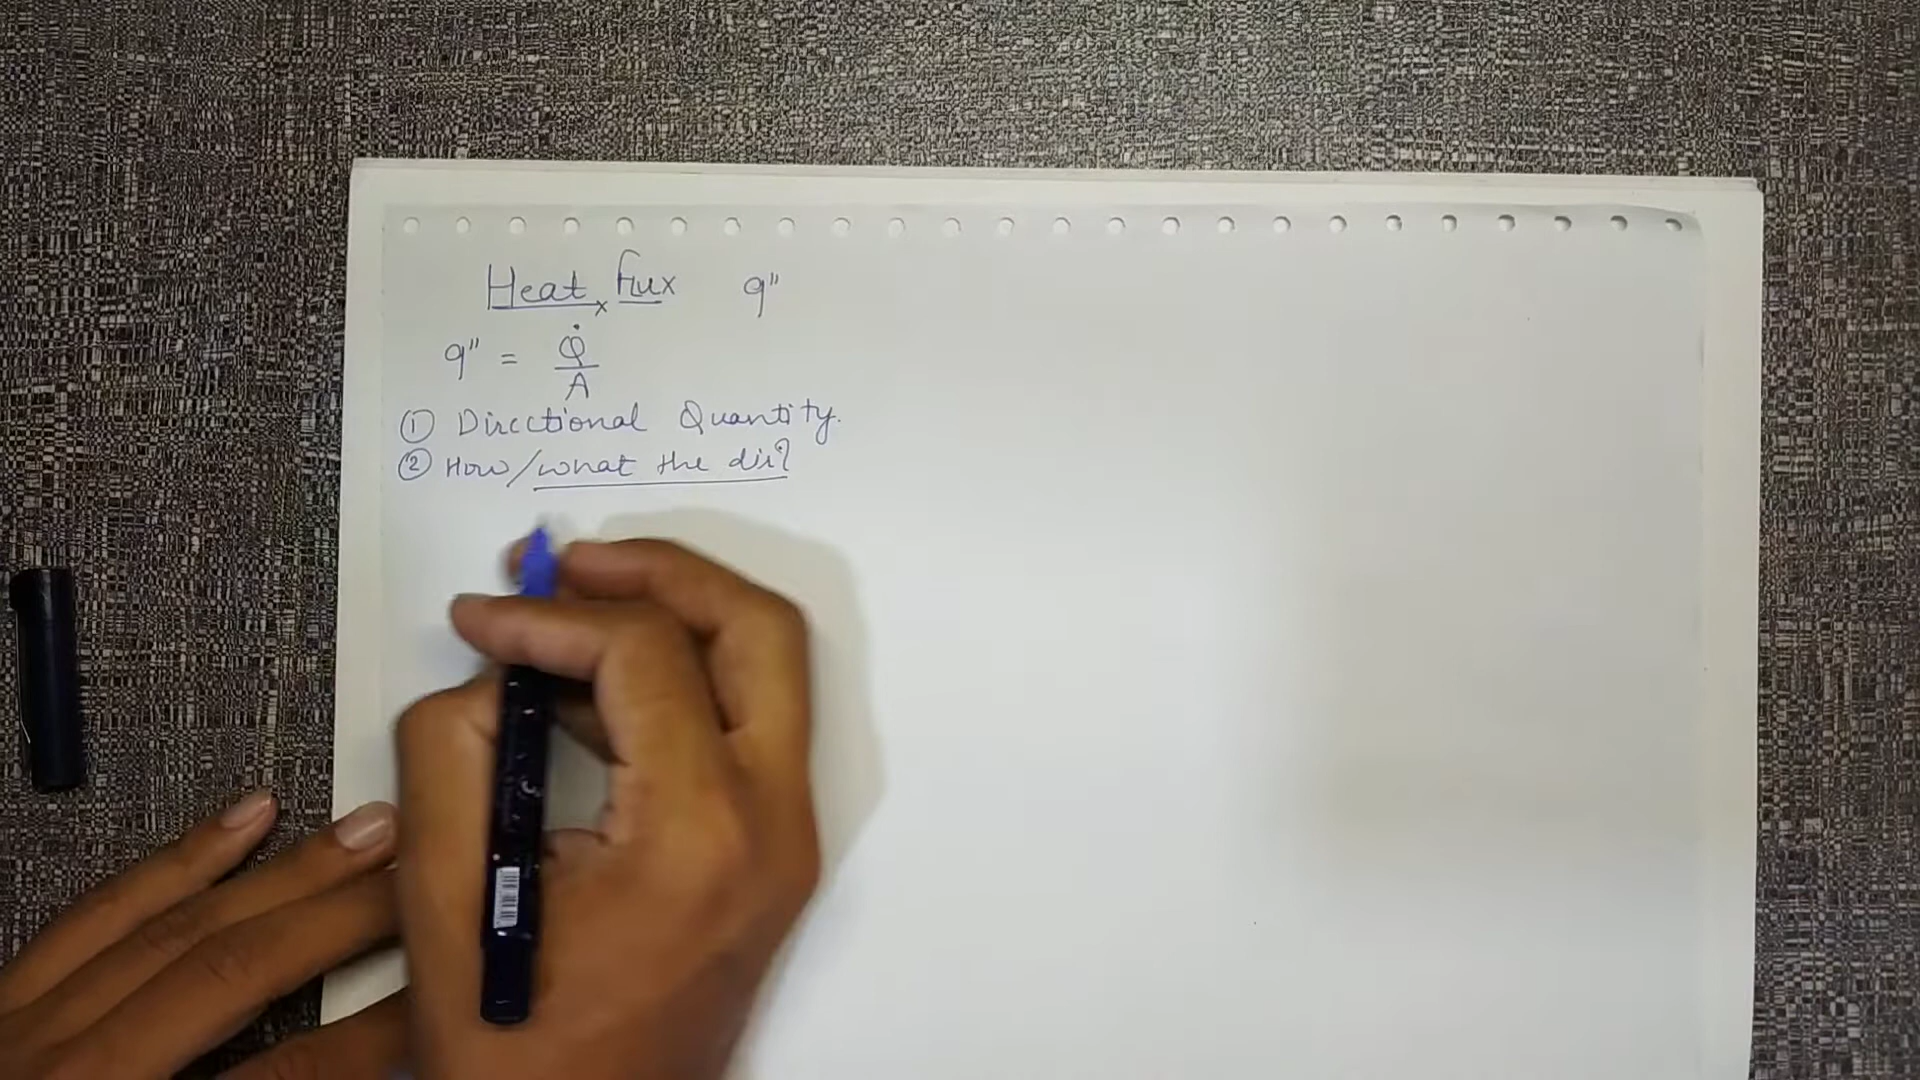 Heat Flux q"
q" = Q̇/A
① Directional Quantity.
② How/what the dir?